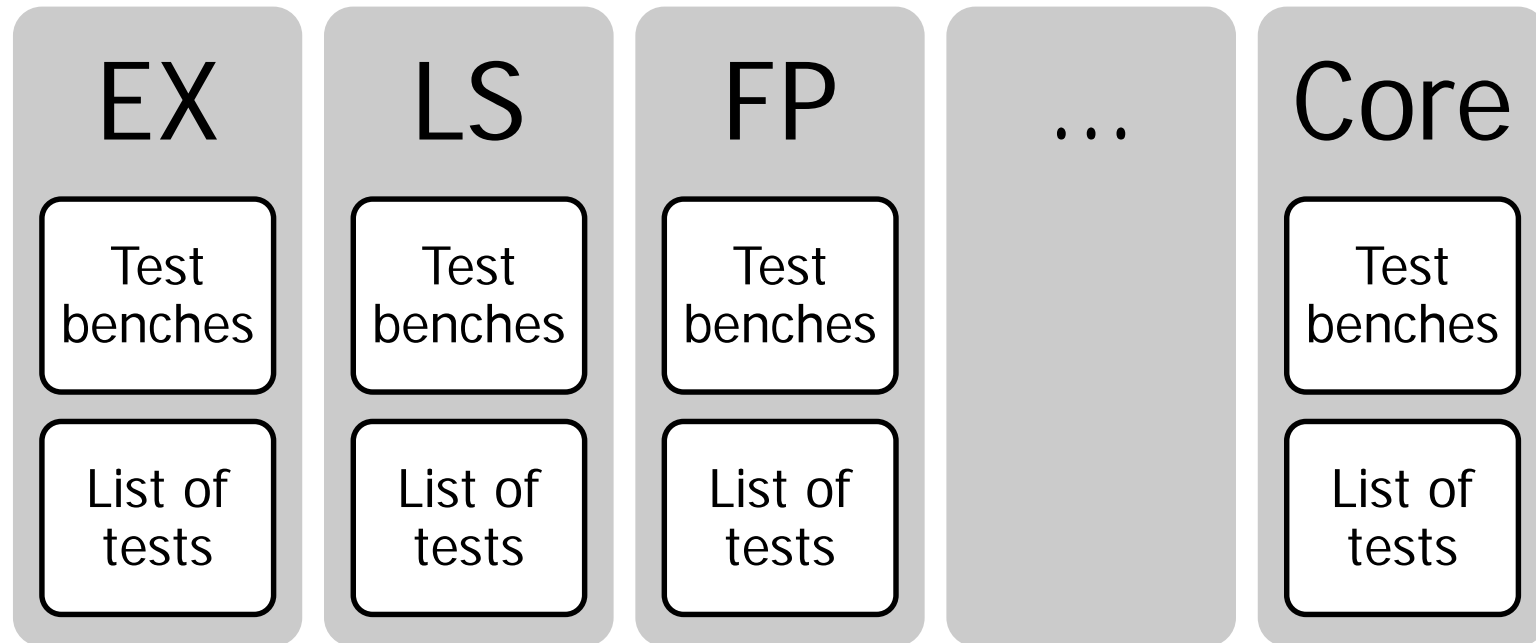 EX
Test
benches
List of
tests
LS
Test
benches
List of
tests
FP
Test
benches
List of
tests
...
Core
Test
benches
List of
tests